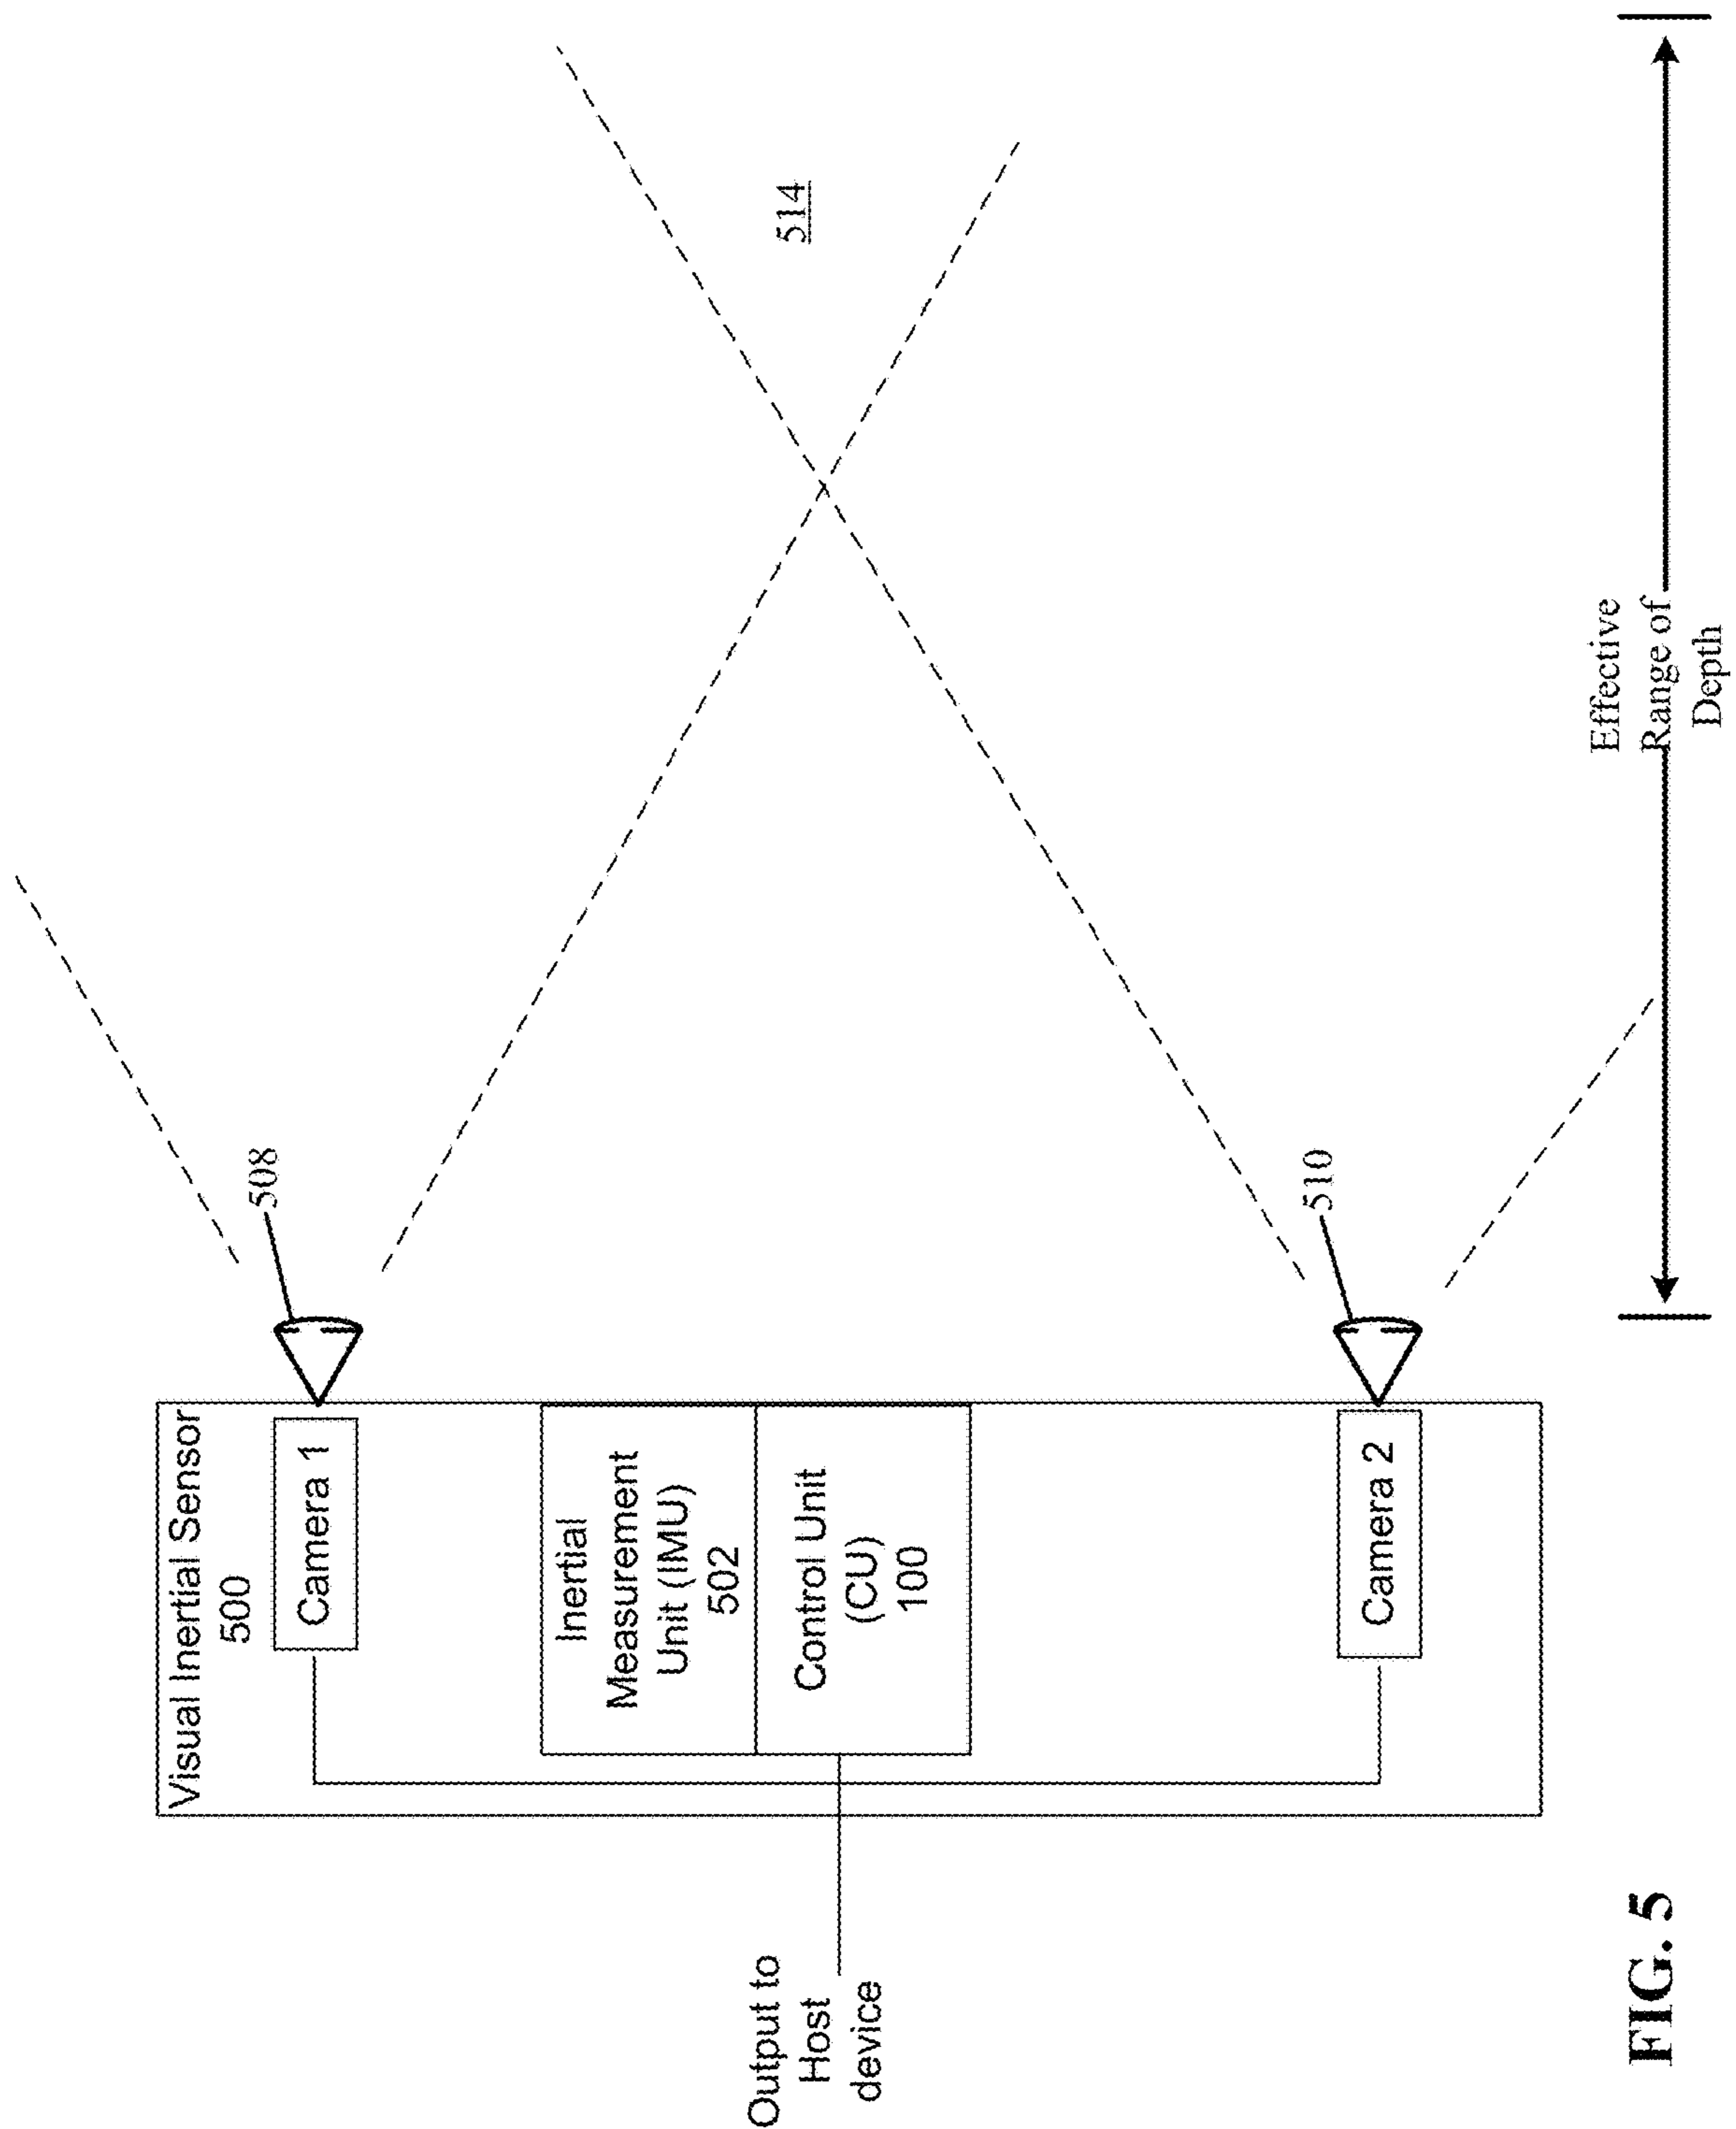 Visual Inertial Sensor
500
Camera 1
508
Inertial
Measurement
Unit (IMU)
502
Control Unit
(CU)
100
Output to
Host
device
514
Camera 2
510
Effective
Range of
Depth
FIG. 5